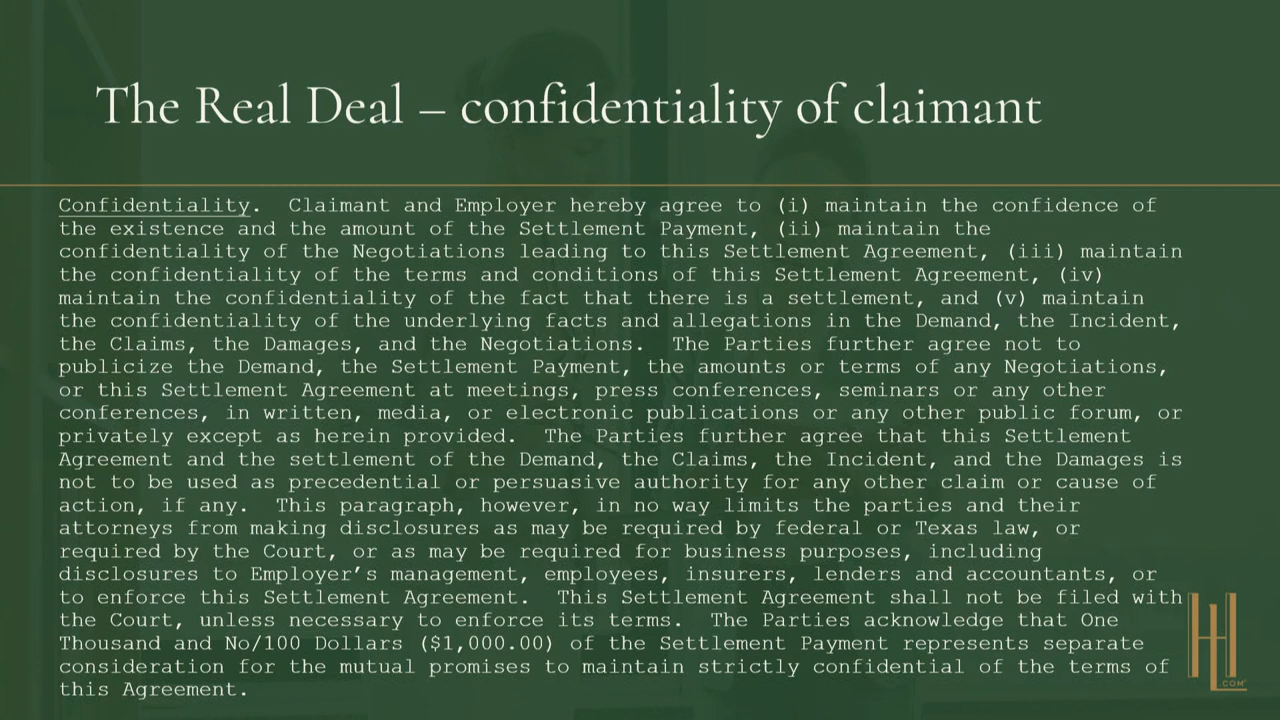 The Real Deal – confidentiality of claimant
Confidentiality.  Claimant and Employer hereby agree to (i) maintain the confidence of
the existence and the amount of the Settlement Payment, (ii) maintain the
confidentiality of the Negotiations leading to this Settlement Agreement, (iii) maintain
the confidentiality of the terms and conditions of this Settlement Agreement, (iv)
maintain the confidentiality of the fact that there is a settlement, and (v) maintain
the confidentiality of the underlying facts and allegations in the Demand, the Incident,
the Claims, the Damages, and the Negotiations.  The Parties further agree not to
publicize the Demand, the Settlement Payment, the amounts or terms of any Negotiations,
or this Settlement Agreement at meetings, press conferences, seminars or any other
conferences, in written, media, or electronic publications or any other public forum, or
privately except as herein provided.  The Parties further agree that this Settlement
Agreement and the settlement of the Demand, the Claims, the Incident, and the Damages is
not to be used as precedential or persuasive authority for any other claim or cause of
action, if any.  This paragraph, however, in no way limits the parties and their
attorneys from making disclosures as may be required by federal or Texas law, or
required by the Court, or as may be required for business purposes, including
disclosures to Employer’s management, employees, insurers, lenders and accountants, or
to enforce this Settlement Agreement.  This Settlement Agreement shall not be filed with
the Court, unless necessary to enforce its terms.  The Parties acknowledge that One
Thousand and No/100 Dollars ($1,000.00) of the Settlement Payment represents separate
consideration for the mutual promises to maintain strictly confidential of the terms of
this Agreement.
HL
.COM